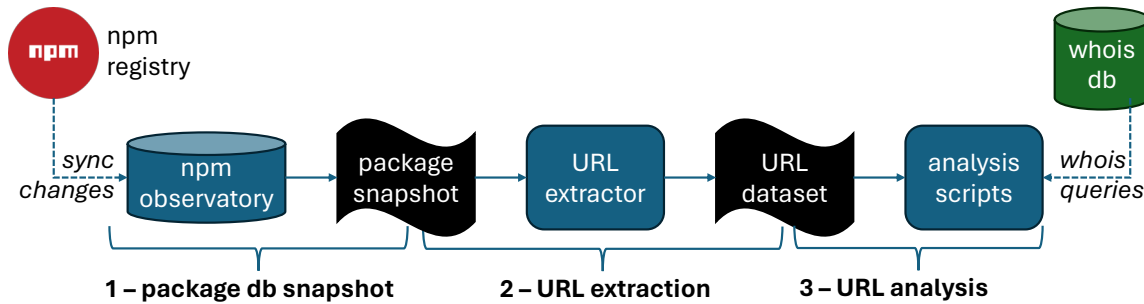 npm
npm
registry
whois
db
sync
changes
npm
observatory
package
snapshot
URL
extractor
URL
dataset
analysis
scripts
whois
queries
1 – package db snapshot
2 – URL extraction
3 – URL analysis